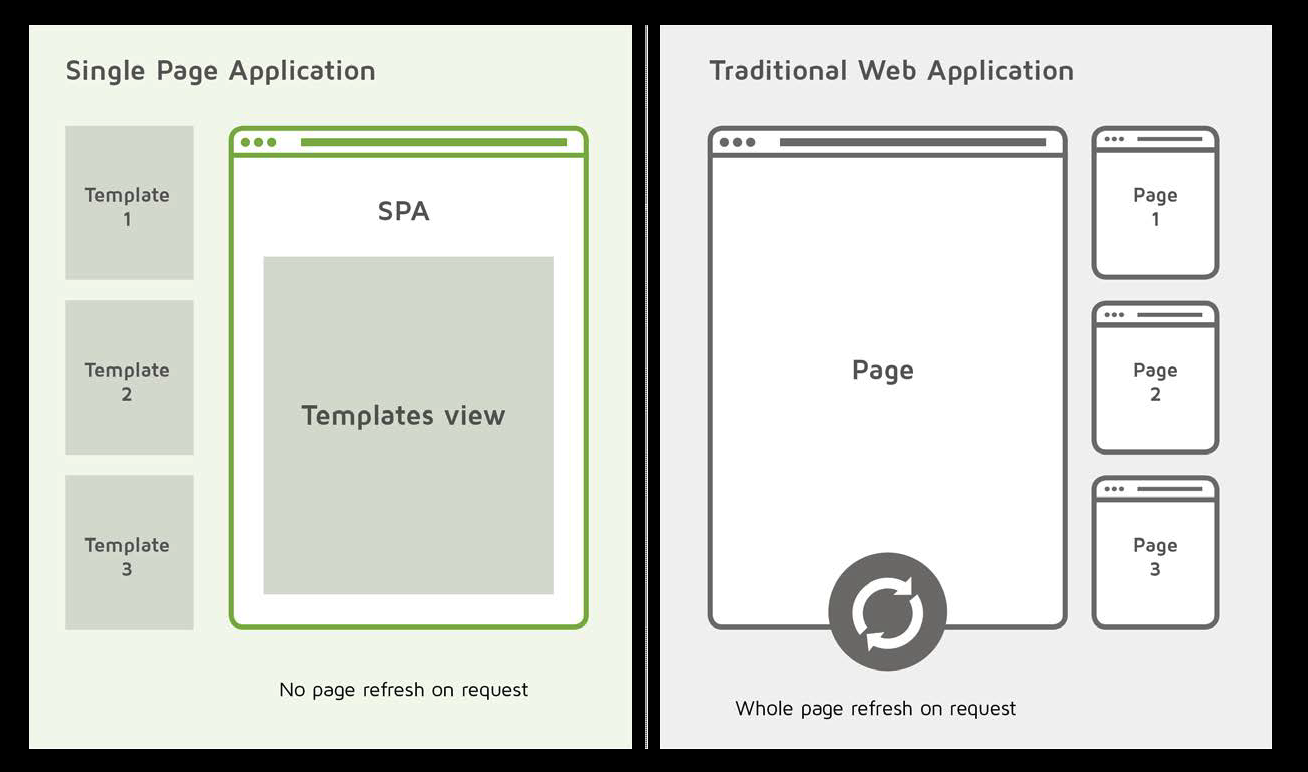 Single Page Application
Template
1
Template
2
Template
3
SPA
Templates view
No page refresh on request
Traditional Web Application
Page
Page
1
Page
2
Page
3
Whole page refresh on request